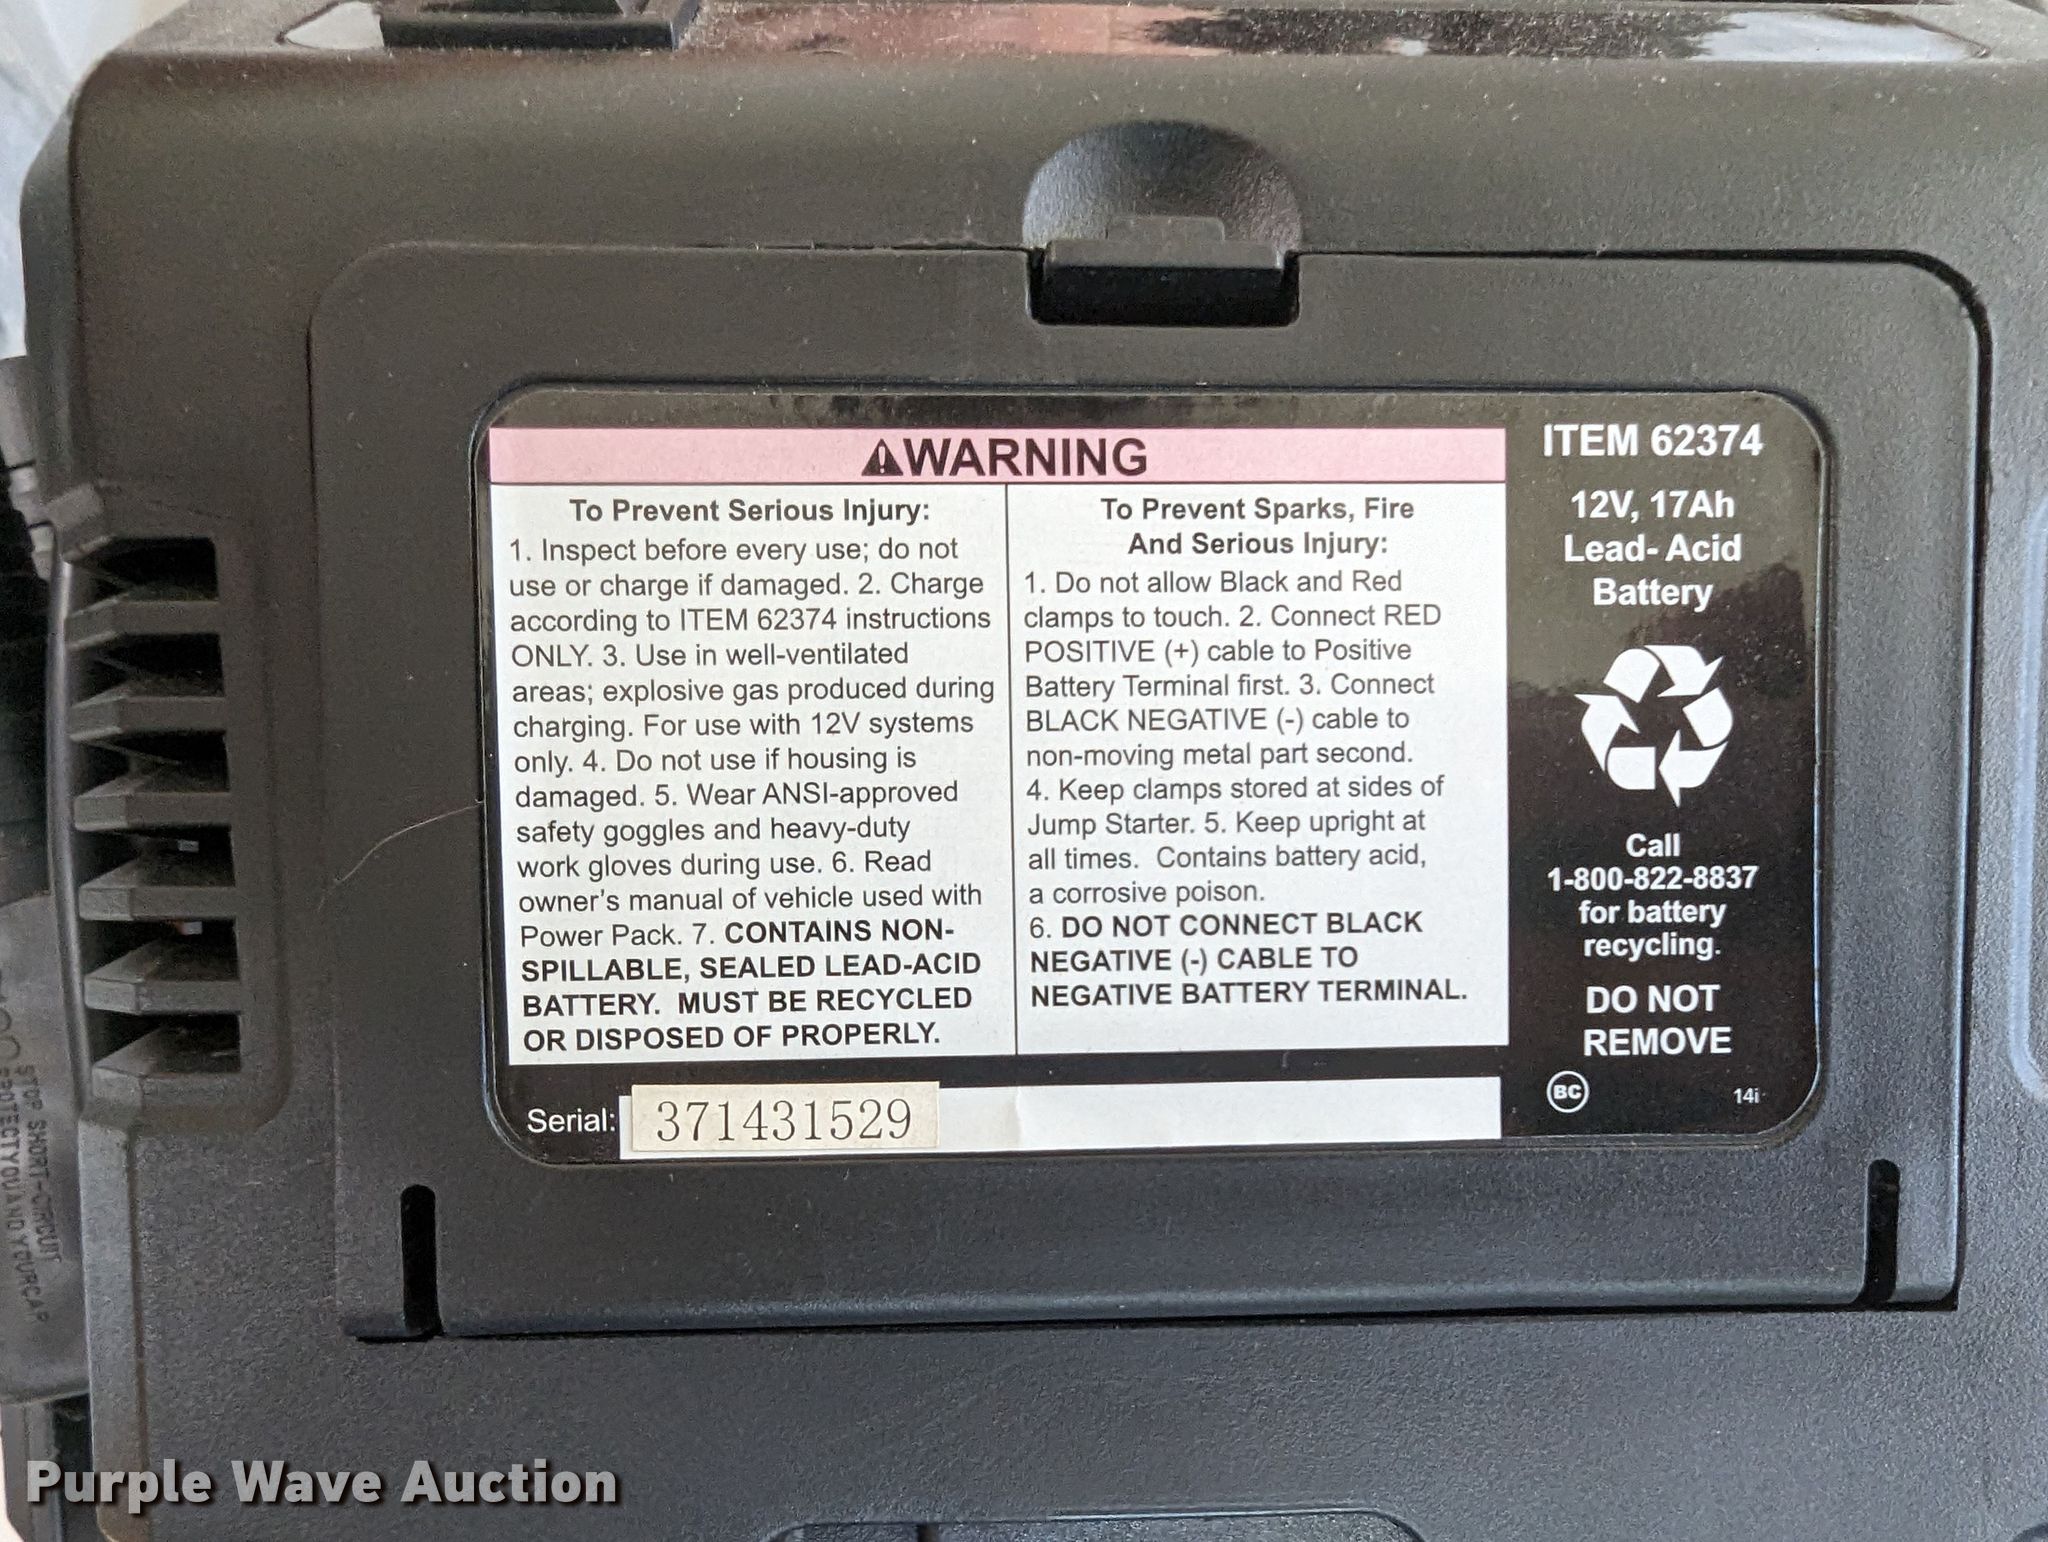 WARNING
To Prevent Serious Injury:
1. Inspect before every use; do not
use or charge if damaged. 2. Charge
according to ITEM 62374 instructions
ONLY. 3. Use in well-ventilated
areas; explosive gas produced during
charging. For use with 12V systems
only. 4. Do not use if housing is
damaged. 5. Wear ANSI-approved
safety goggles and heavy-duty
work gloves during use. 6. Read
owner's manual of vehicle used with
Power Pack. 7. CONTAINS NON-
SPILLABLE, SEALED LEAD-ACID
BATTERY. MUST BE RECYCLED
OR DISPOSED OF PROPERLY.
To Prevent Sparks, Fire
And Serious Injury:
1. Do not allow Black and Red
clamps to touch. 2. Connect RED
POSITIVE (+) cable to Positive
Battery Terminal first. 3. Connect
BLACK NEGATIVE (-) cable to
non-moving metal part second.
4. Keep clamps stored at sides of
Jump Starter. 5. Keep upright at
all times. Contains battery acid,
a corrosive poison.
6. DO NOT CONNECT BLACK
NEGATIVE (-) CABLE TO
NEGATIVE BATTERY TERMINAL.
ITEM 62374
12V, 17Ah
Lead- Acid
Battery
Call
1-800-822-8837
for battery
recycling.
DO NOT
REMOVE
BC
14i
Serial: 371431529
STOP SHORT-CIRCUIT
PROTECT YOU AND YOUR CAR
Purple Wave Auction